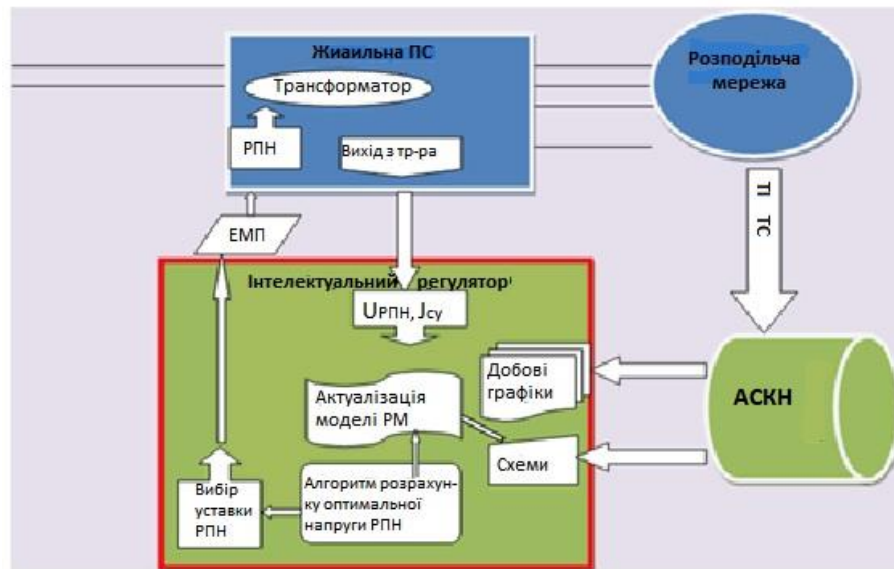 Жиаильна ПС
Трансформатор
РПН
Вихід з тр-ра
Розподільча
мережа
ТІ ТС
ЕМП
Інтелектуальний регулятор
UРПН, Jсу
Добові
графіки
АСКН
Актуалізація
моделі РМ
Схеми
Вибір
уставки
РПН
Алгоритм розрахун-
ку оптимальної
напруги РПН